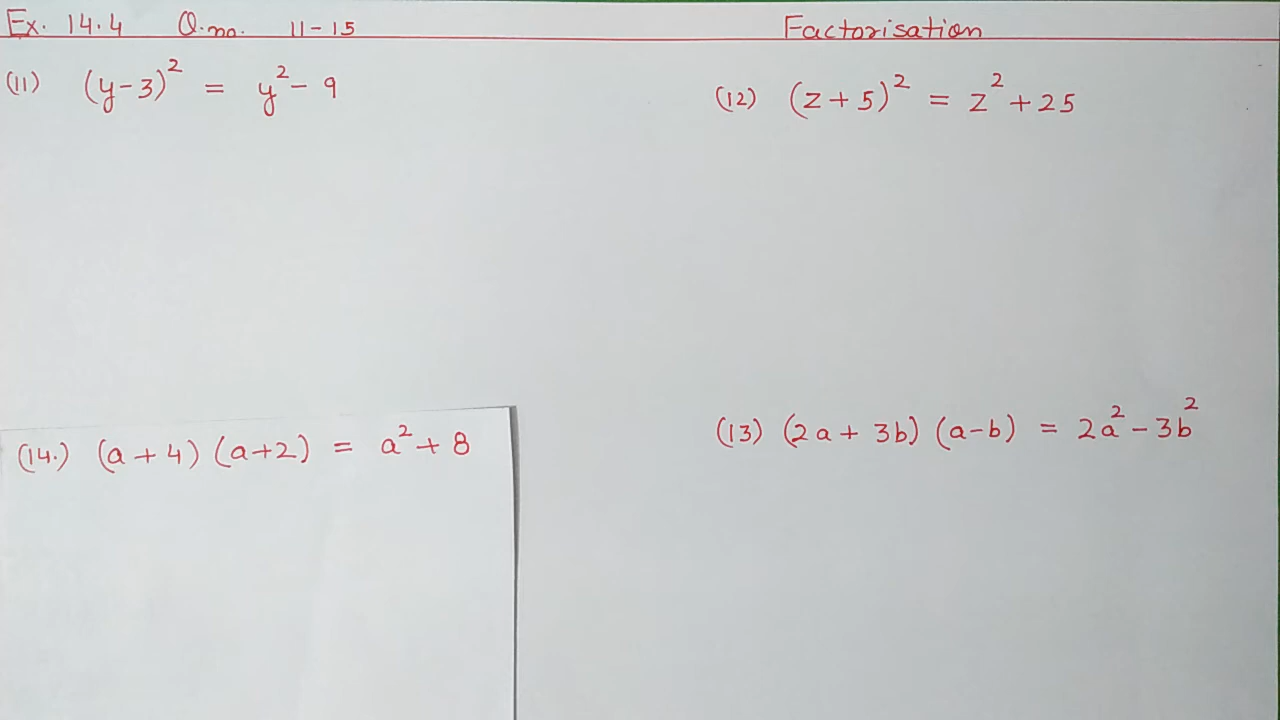 Ex. 14.4 Q.no. 11-15 Factorisation
(11) (y-3)² = y² - 9
(12) (z+5)² = z² + 25
(14.) (a+4) (a+2) = a² + 8
(13) (2a + 3b) (a-b) = 2a² - 3b²